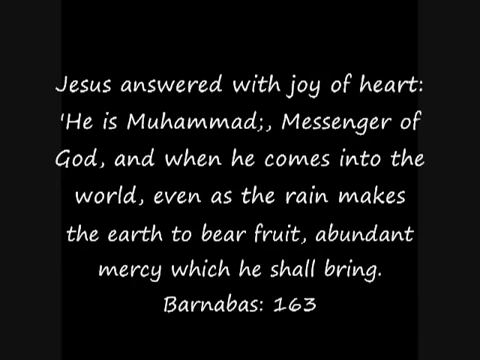 Jesus answered with joy of heart:
'He is Muhammad;, Messenger of
God, and when he comes into the
world, even as the rain makes
the earth to bear fruit, abundant
mercy which he shall bring.
Barnabas: 163